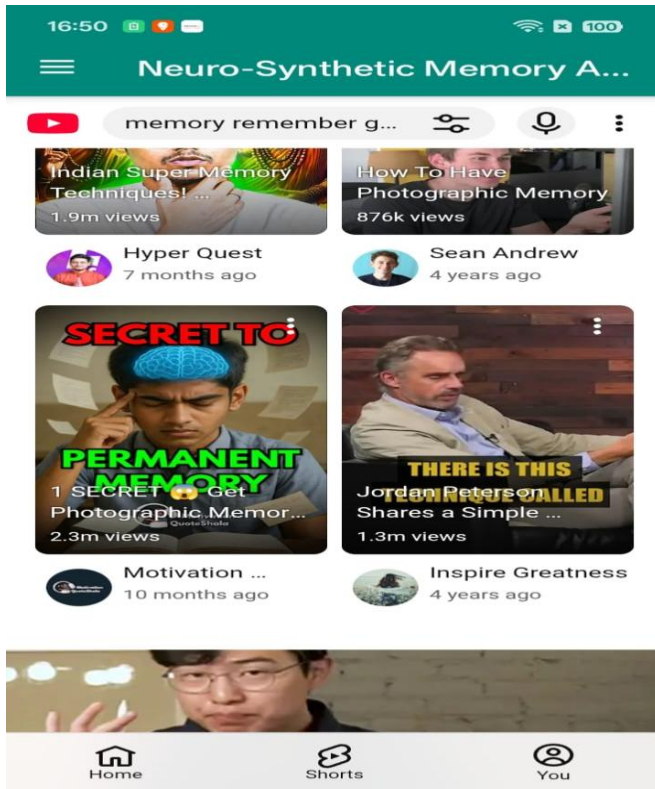 16:50
100
Neuro-Synthetic Memory A...
memory remember g...
Indian Super Memory
Techniques! ...
1.9m views
How To Have
Photographic Memory
876k views
Hyper Quest
7 months ago
Sean Andrew
4 years ago
SECRET TO
PERMANENT
MEMORY
1 SECRET 😱 Get
Photographic Memor...
QuoteShala
2.3m views
THERE IS THIS
CALLED
Jordan Peterson
Shares a Simple ...
1.3m views
Motivation ...
10 months ago
Inspire Greatness
4 years ago
Home
Shorts
You